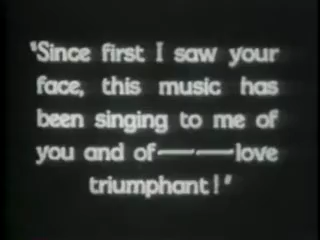 "Since first I saw your
face, this music has
been singing to me of
you and of———love
triumphant!"